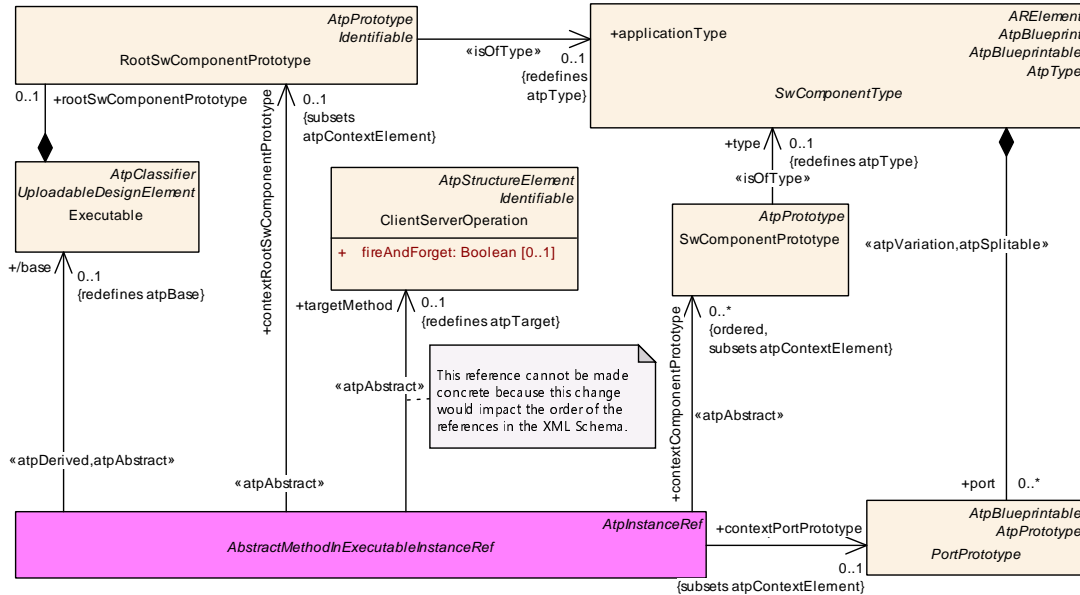 AtpPrototype
Identifiable
RootSwComponentPrototype
«isOfType»
0..1
{redefines
atpType}
+applicationType
ARElement
AtpBlueprint
AtpBlueprintable
AtpType
SwComponentType
0..1
+rootSwComponentPrototype
+contextRootSwComponentPrototype
0..1
{subsets
atpContextElement}
+type
0..1
{redefines atpType}
«isOfType»
AtpClassifier
UploadableDesignElement
Executable
AtpStructureElement
Identifiable
ClientServerOperation
+ fireAndForget: Boolean [0..1]
AtpPrototype
SwComponentPrototype
«atpVariation,atpSplitable»
+/base
0..1
{redefines atpBase}
+targetMethod
0..1
{redefines atpTarget}
+contextComponentPrototype
0..*
{ordered,
subsets atpContextElement}
«atpAbstract»
This reference cannot be made
concrete because this change
would impact the order of the
references in the XML Schema.
«atpAbstract»
«atpDerived,atpAbstract»
«atpAbstract»
+port
0..*
AtpInstanceRef
AbstractMethodInExecutableInstanceRef
+contextPortPrototype
0..1
{subsets atpContextElement}
AtpBlueprintable
AtpPrototype
PortPrototype